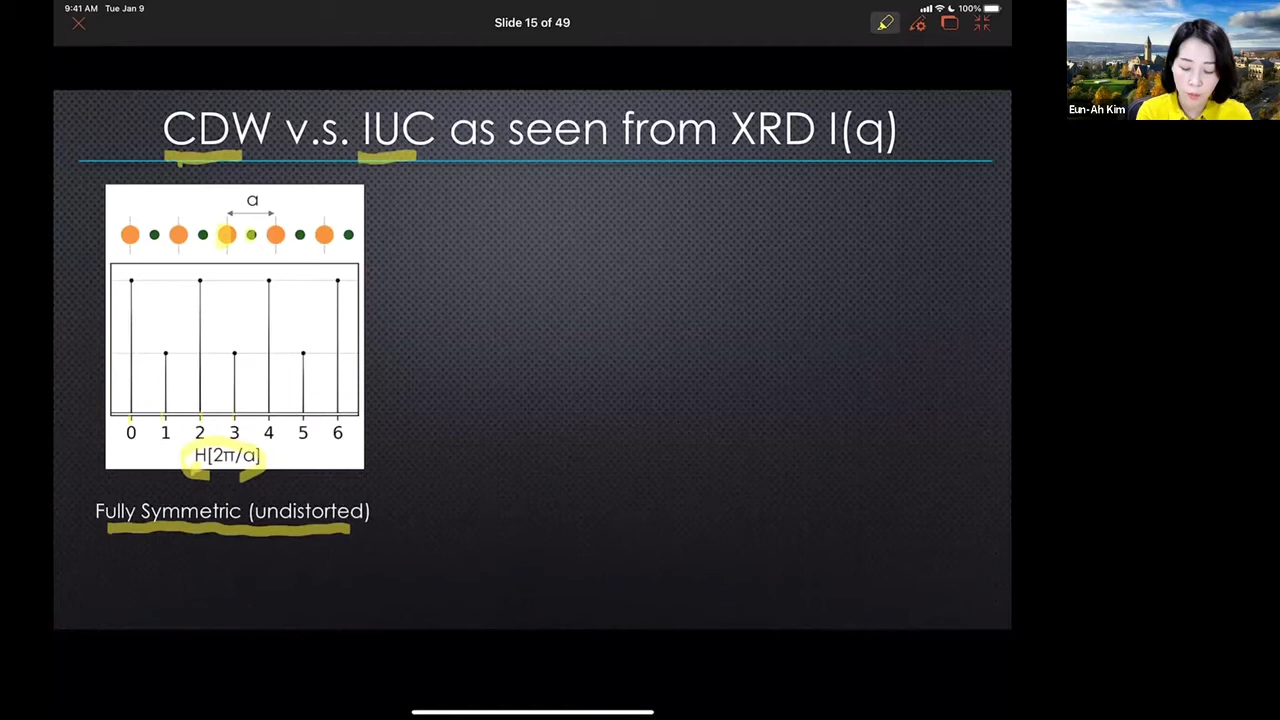 9:41 AM Tue Jan 9
Slide 15 of 49
100%
Eun-Ah Kim
CDW v.s. IUC as seen from XRD I(q)
a
0 1 2 3 4 5 6
H[2π/a]
Fully Symmetric (undistorted)